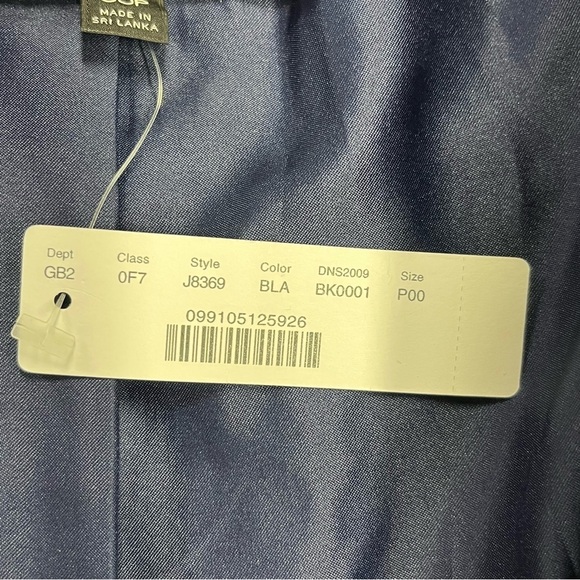 MADE IN
SRI LANKA
Dept Class Style Color DNS2009 Size
GB2 0F7 J8369 BLA BK0001 P00
099105125926